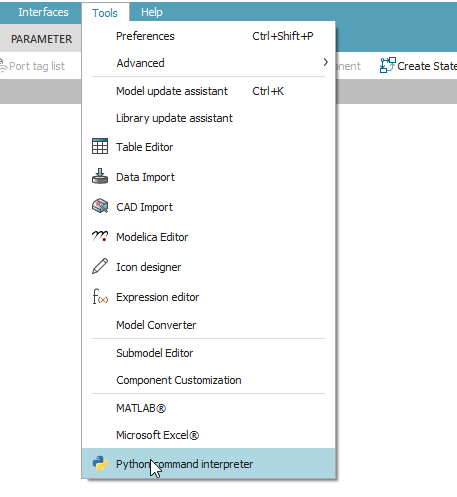 Interfaces Tools Help
PARAMETER
Preferences Ctrl+Shift+P
Port tag list Advanced onent Create State
Model update assistant Ctrl+K
Library update assistant
Table Editor
Data Import
CAD Import
Modelica Editor
Icon designer
f(x) Expression editor
Model Converter
Submodel Editor
Component Customization
MATLAB®
Microsoft Excel®
Python command interpreter